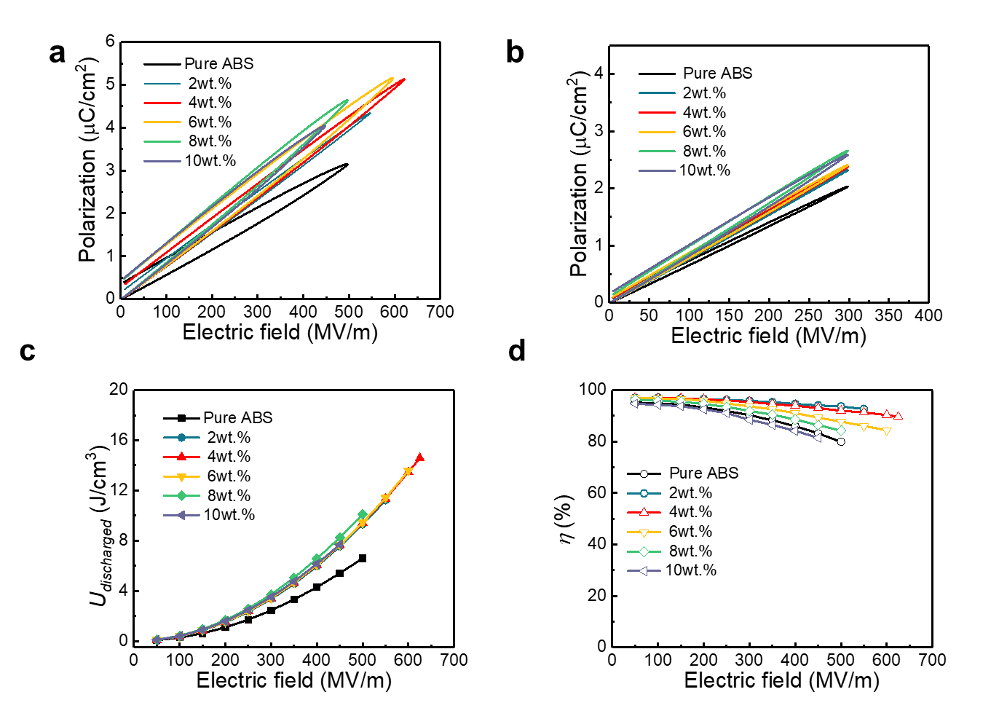 a
Polarization (μC/cm2)
6
5
4
3
2
1
0
Pure ABS
2wt.%
4wt.%
6wt.%
8wt.%
10wt.%
0 100 200 300 400 500 600 700
Electric field (MV/m)
b
Polarization (μC/cm2)
4
3
2
1
0
Pure ABS
2wt.%
4wt.%
6wt.%
8wt.%
10wt.%
0 50 100 150 200 250 300 350 400
Electric field (MV/m)
c
Udischarged (J/cm3)
20
16
12
8
4
0
Pure ABS
2wt.%
4wt.%
6wt.%
8wt.%
10wt.%
0 100 200 300 400 500 600 700
Electric field (MV/m)
d
η (%)
100
80
60
40
20
0
Pure ABS
2wt.%
4wt.%
6wt.%
8wt.%
10wt.%
0 100 200 300 400 500 600 700
Electric field (MV/m)